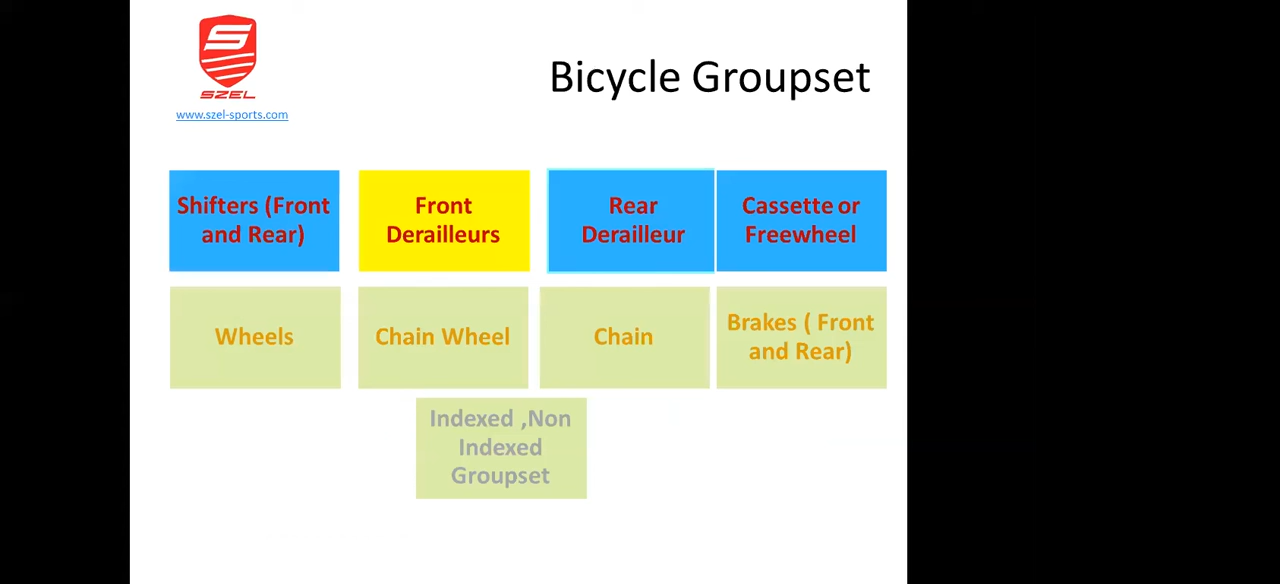 SZEL
www.szel-sports.com
Bicycle Groupset
Shifters (Front
and Rear)
Front
Derailleurs
Rear
Derailleur
Cassette or
Freewheel
Wheels
Chain Wheel
Chain
Brakes ( Front
and Rear)
Indexed ,Non
Indexed
Groupset